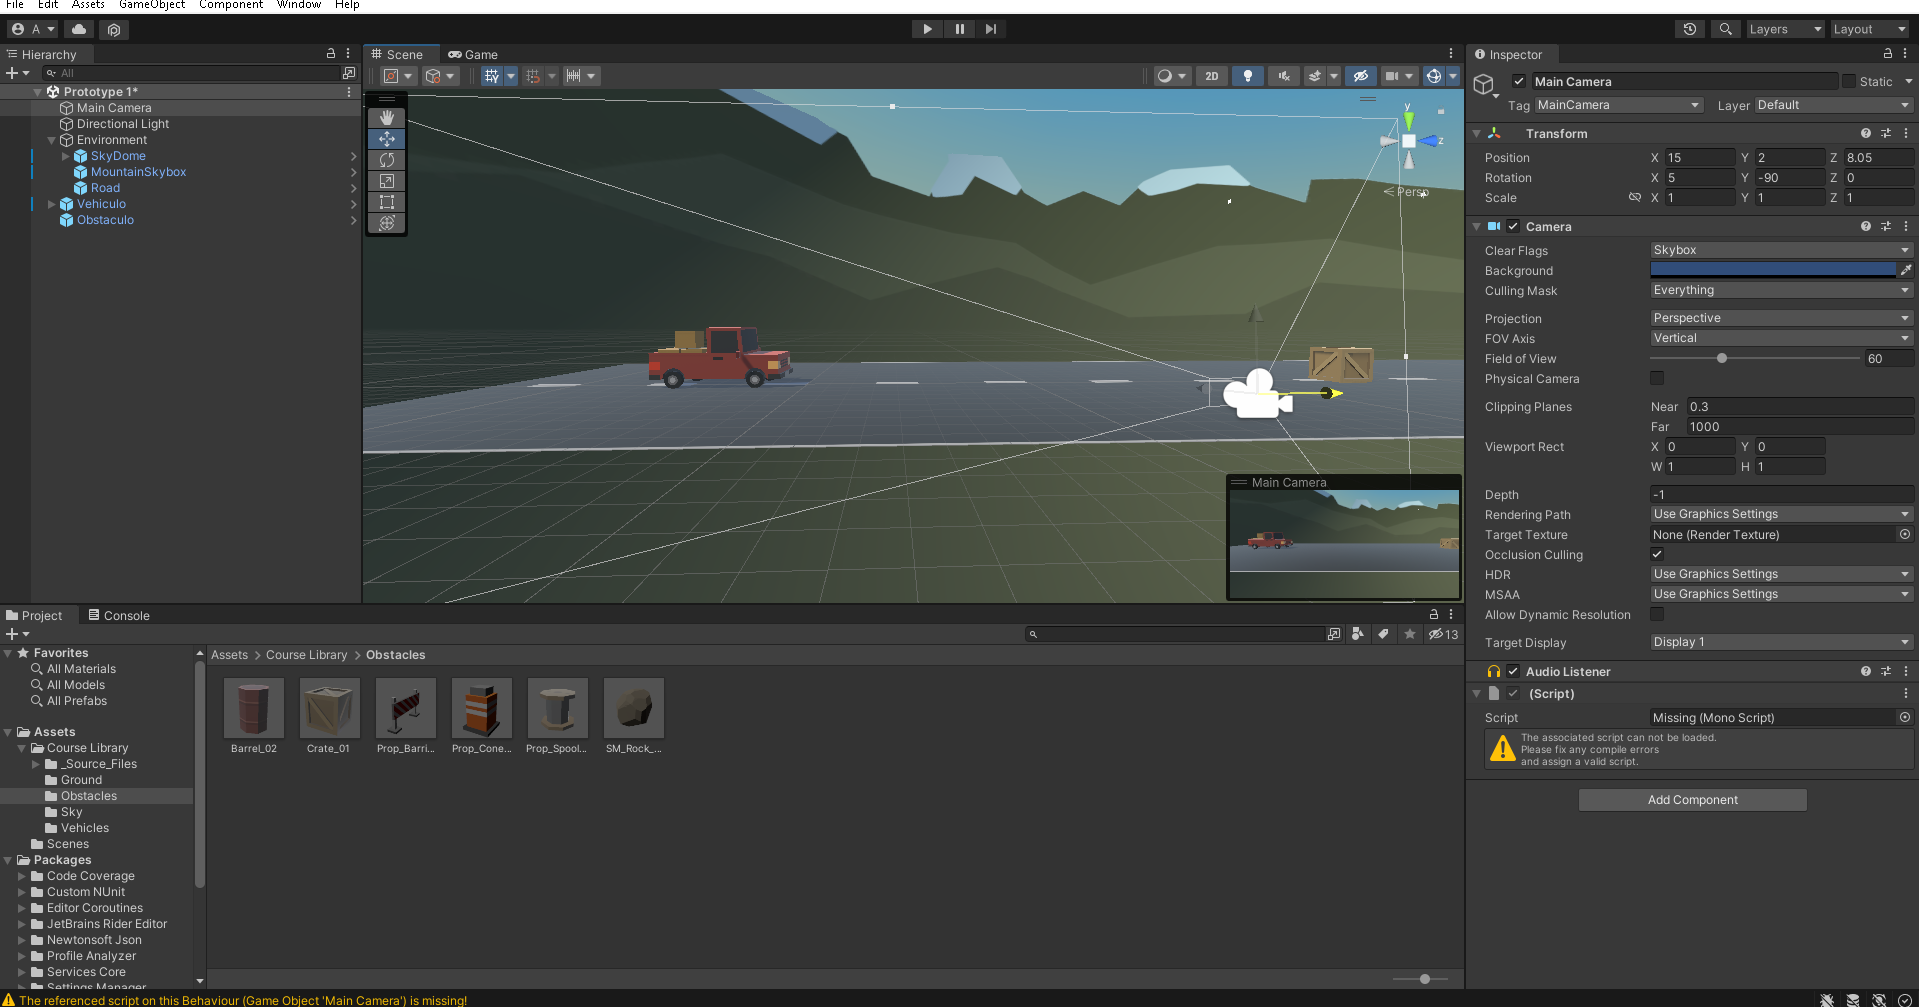 File Edit Assets GameObject Component Window Help
A
Layers
Layout
Hierarchy
All
Prototype 1*
Main Camera
Directional Light
Environment
SkyDome
MountainSkybox
Road
Vehiculo
Obstaculo
Scene
Game
2D
y
z
Persp
Main Camera
Inspector
Main Camera
Static
Tag MainCamera
Layer Default
Transform
Position X 15 Y 2 Z 8.05
Rotation X 5 Y -90 Z 0
Scale X 1 Y 1 Z 1
Camera
Clear Flags Skybox
Background
Culling Mask Everything
Projection Perspective
FOV Axis Vertical
Field of View 60
Physical Camera
Clipping Planes Near 0.3
Far 1000
Viewport Rect X 0 Y 0
W 1 H 1
Depth -1
Rendering Path Use Graphics Settings
Target Texture None (Render Texture)
Occlusion Culling
HDR Use Graphics Settings
MSAA Use Graphics Settings
Allow Dynamic Resolution
Target Display Display 1
Audio Listener
(Script)
Script Missing (Mono Script)
The associated script can not be loaded.
Please fix any compile errors
and assign a valid script.
Add Component
Project
Console
13
Favorites
All Materials
All Models
All Prefabs
Assets
Course Library
_Source_Files
Ground
Obstacles
Sky
Vehicles
Scenes
Packages
Code Coverage
Custom NUnit
Editor Coroutines
JetBrains Rider Editor
Newtonsoft Json
Profile Analyzer
Services Core
Settings Manager
Assets > Course Library > Obstacles
Barrel_02
Crate_01
Prop_Barri...
Prop_Cone...
Prop_Spool...
SM_Rock_...
The referenced script on this Behaviour (Game Object 'Main Camera') is missing!